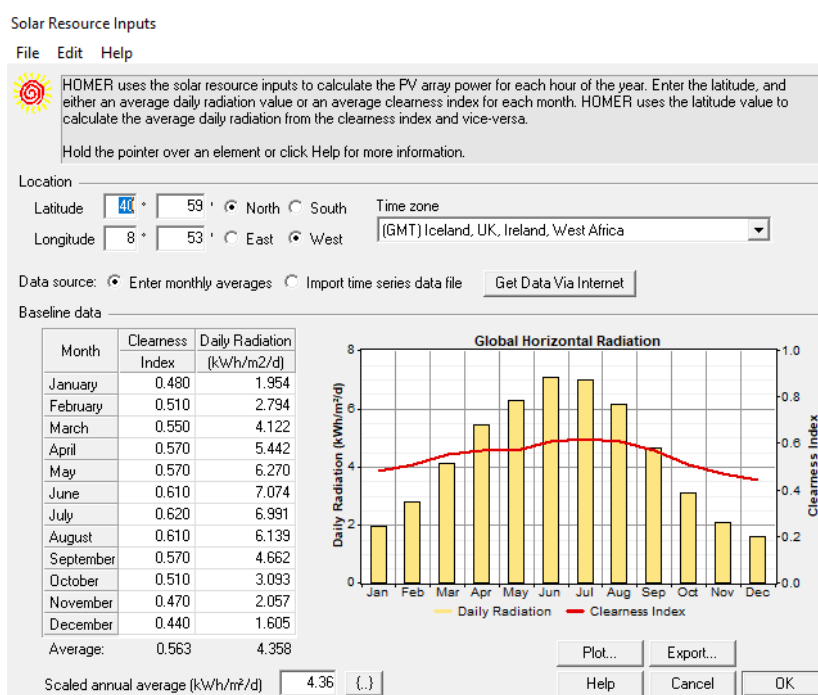 Solar Resource Inputs
File Edit Help
HOMER uses the solar resource inputs to calculate the PV array power for each hour of the year. Enter the latitude, and
either an average daily radiation value or an average clearness index for each month. HOMER uses the latitude value to
calculate the average daily radiation from the clearness index and vice-versa.
Hold the pointer over an element or click Help for more information.
Location
Latitude 40 ° 59 ' North South Time zone
Longitude 8 ° 53 ' East West (GMT) Iceland, UK, Ireland, West Africa
Data source: Enter monthly averages Import time series data file Get Data Via Internet
Baseline data
Month Clearness Index Daily Radiation (kWh/m2/d)
January 0.480 1.954
February 0.510 2.794
March 0.550 4.122
April 0.570 5.442
May 0.570 6.270
June 0.610 7.074
July 0.620 6.991
August 0.610 6.139
September 0.570 4.662
October 0.510 3.093
November 0.470 2.057
December 0.440 1.605
Average: 0.563 4.358
Scaled annual average (kWh/m²/d) 4.36 {..}
Global Horizontal Radiation
Daily Radiation (kWh/m²/d)
8
6
4
2
0
1.0
0.8
0.6
0.4
0.2
0.0
Clearness Index
Jan Feb Mar Apr May Jun Jul Aug Sep Oct Nov Dec
Daily Radiation Clearness Index
Plot... Export...
Help Cancel OK